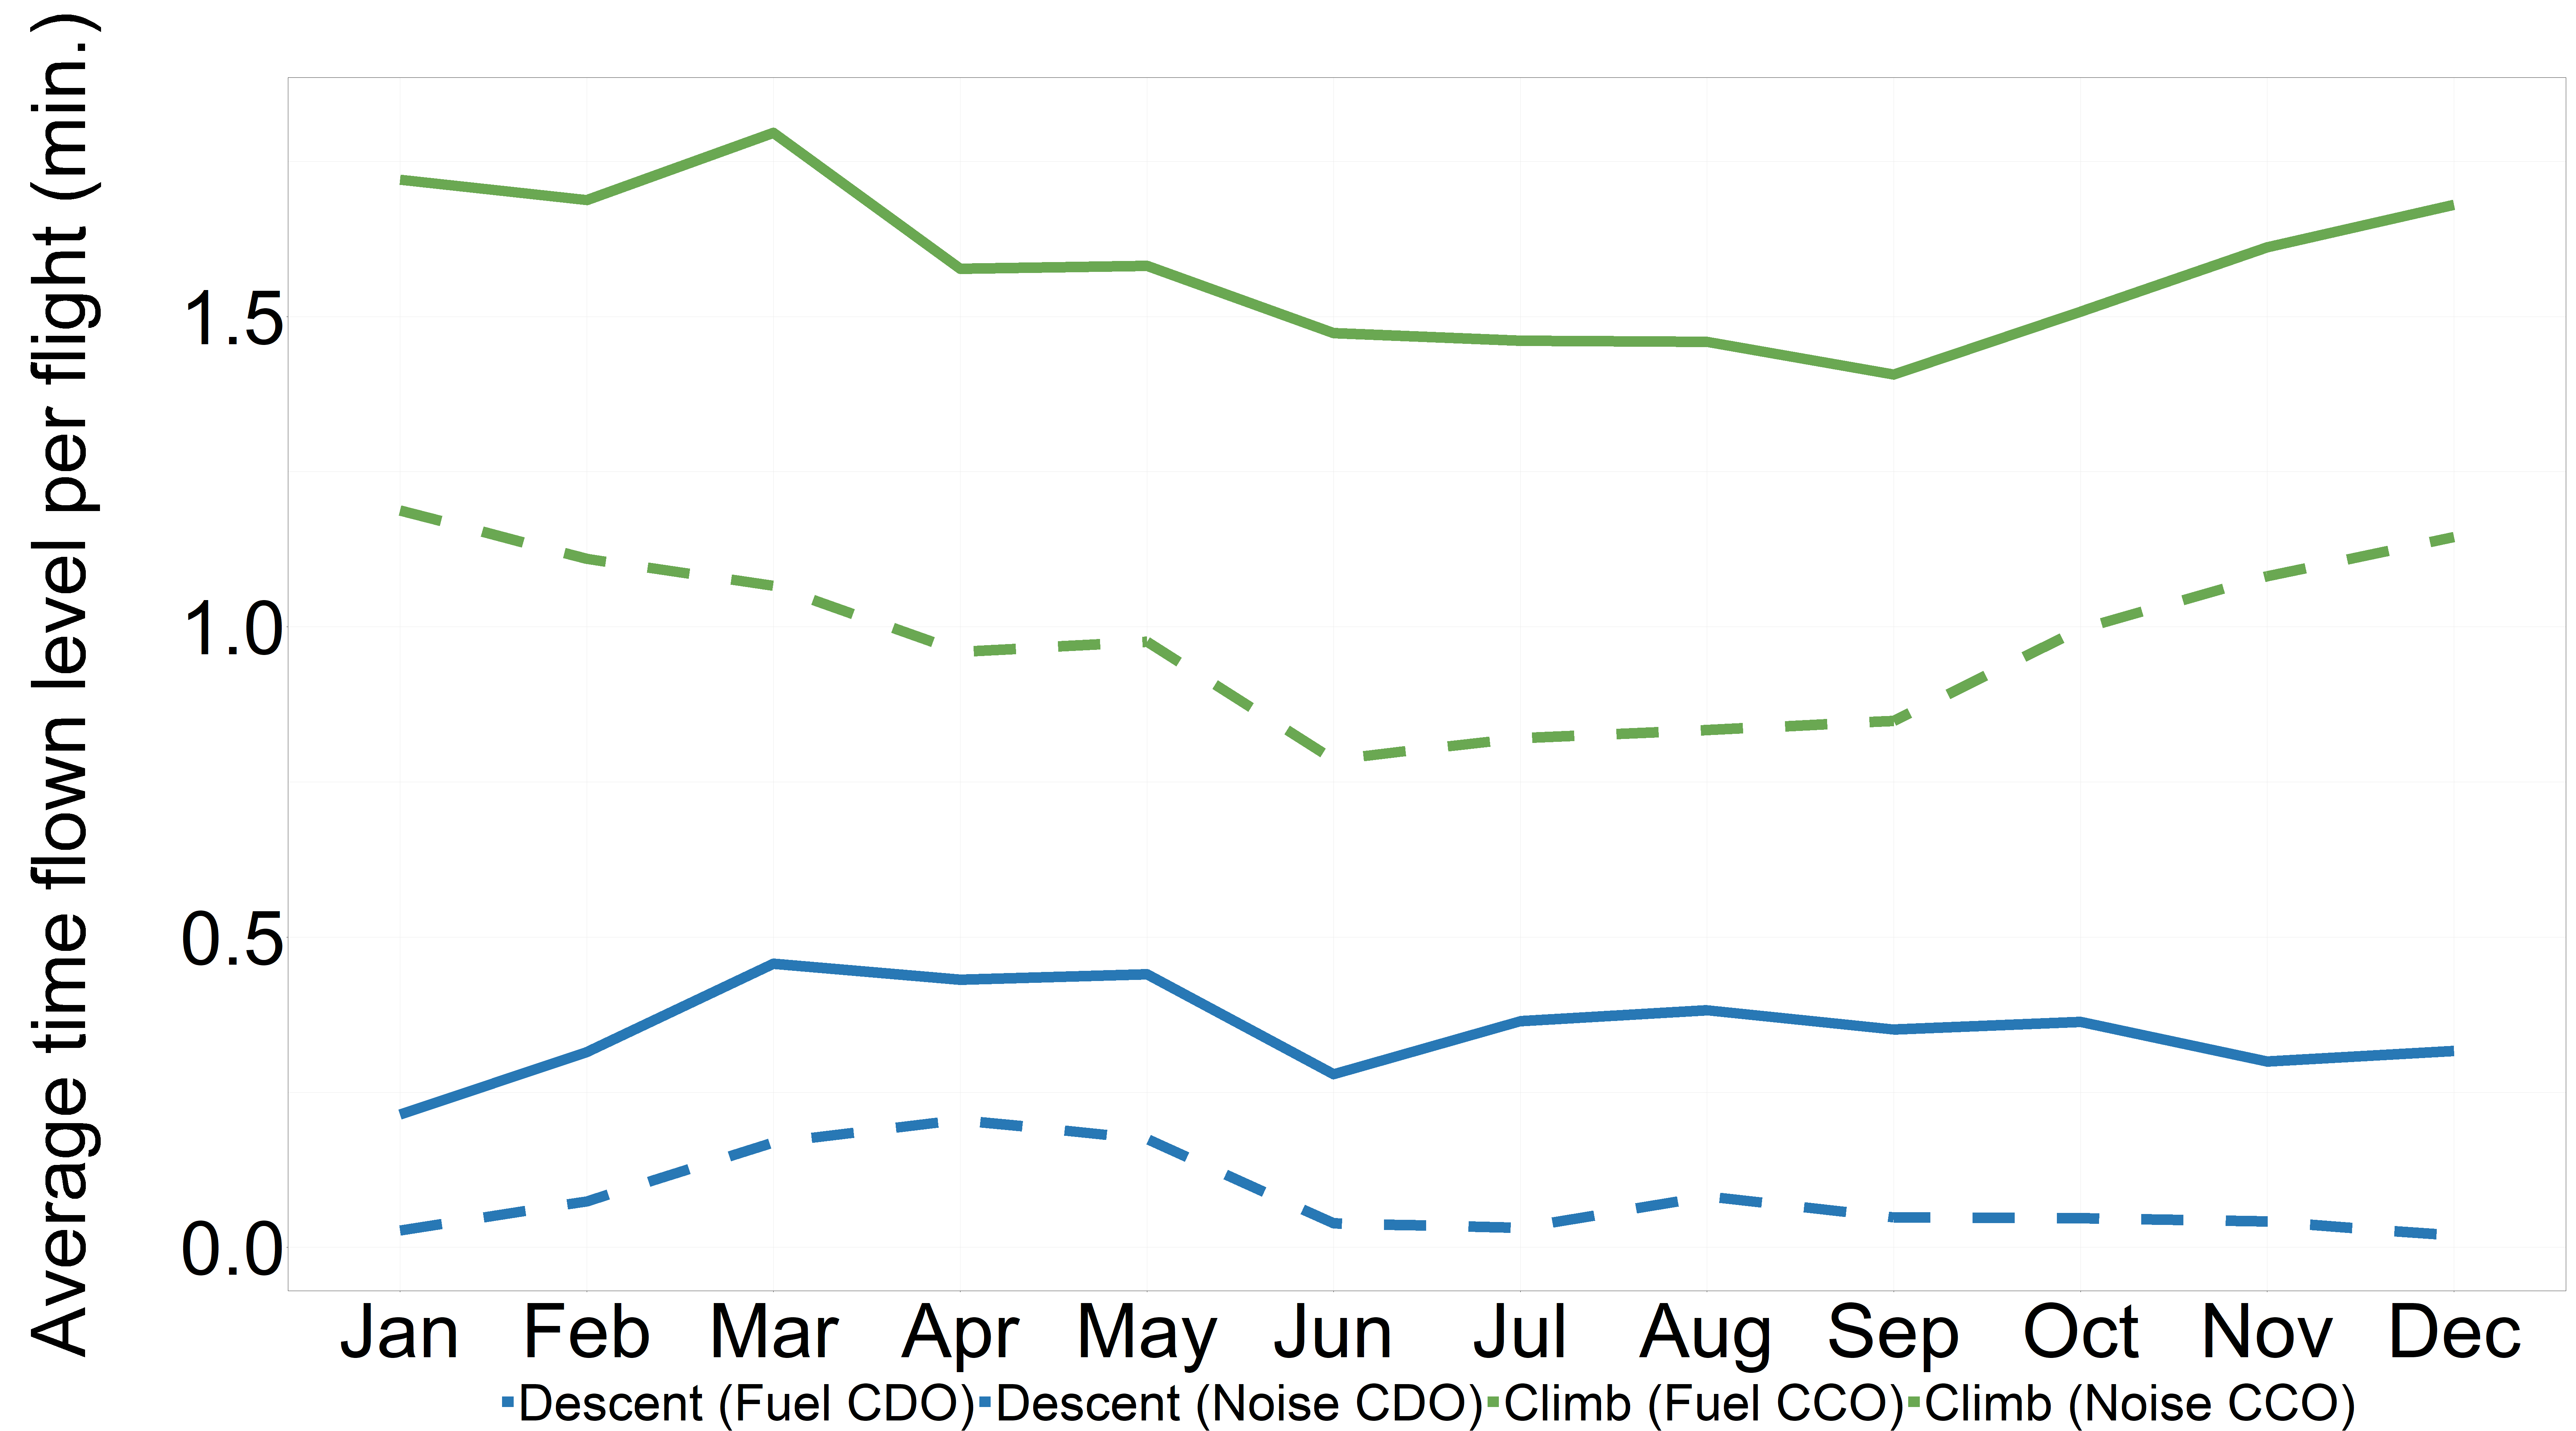 Average time flown level per flight (min.)
1.5
1.0
0.5
0.0
Jan Feb Mar Apr May Jun Jul Aug Sep Oct Nov Dec
Descent (Fuel CDO) Descent (Noise CDO) Climb (Fuel CCO) Climb (Noise CCO)